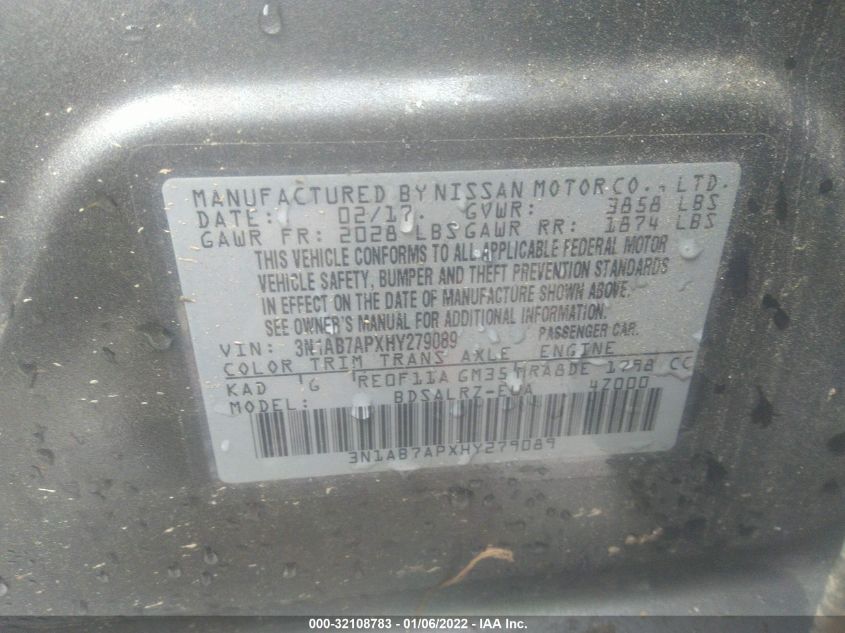 MANUFACTURED BY NISSAN MOTOR CO., LTD.
DATE: 02/17. GVWR: 3858 LBS
GAWR FR: 2028 LBS GAWR RR: 1874 LBS
THIS VEHICLE CONFORMS TO ALL APPLICABLE FEDERAL MOTOR
VEHICLE SAFETY, BUMPER AND THEFT PREVENTION STANDARDS
IN EFFECT ON THE DATE OF MANUFACTURE SHOWN ABOVE.
SEE OWNER'S MANUAL FOR ADDITIONAL INFORMATION.
VIN: 3N1AB7APXHY279089 PASSENGER CAR.
COLOR TRIM TRANS AXLE ENGINE
KAD G RE0F11A GM35 MRA8DE 1798 CC
MODEL: 47000
3N1AB7APXHY279089
000-32108783 - 01/06/2022 - IAA Inc.